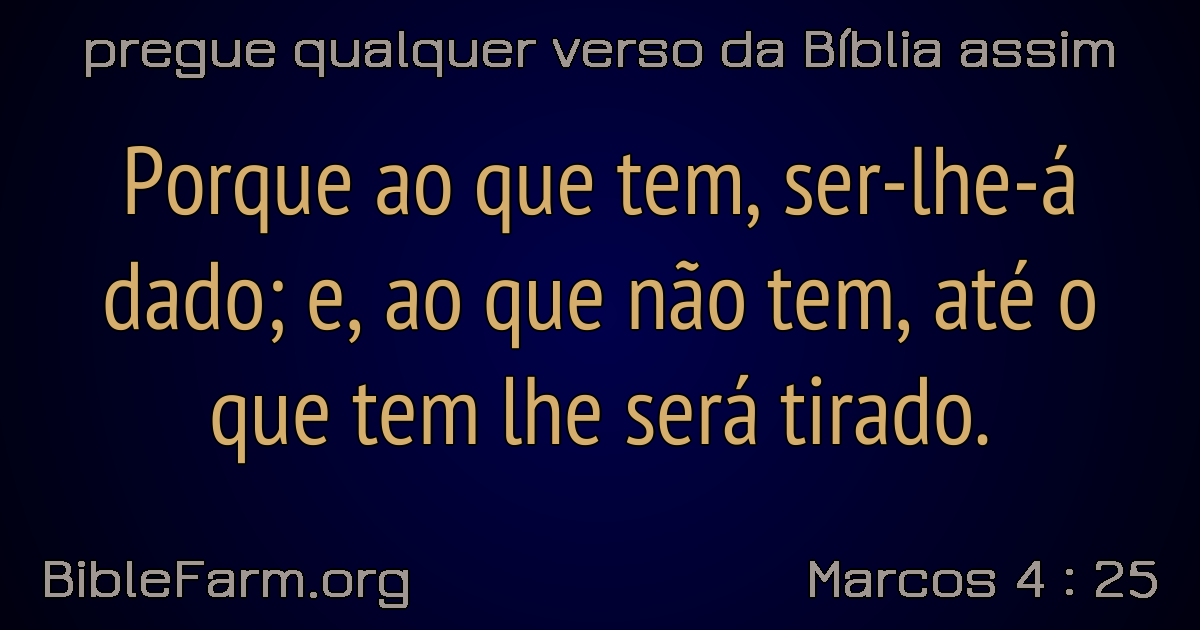 pregue qualquer verso da Bíblia assim
Porque ao que tem, ser-lhe-á
dado; e, ao que não tem, até o
que tem lhe será tirado.
BibleFarm.org
Marcos 4 : 25